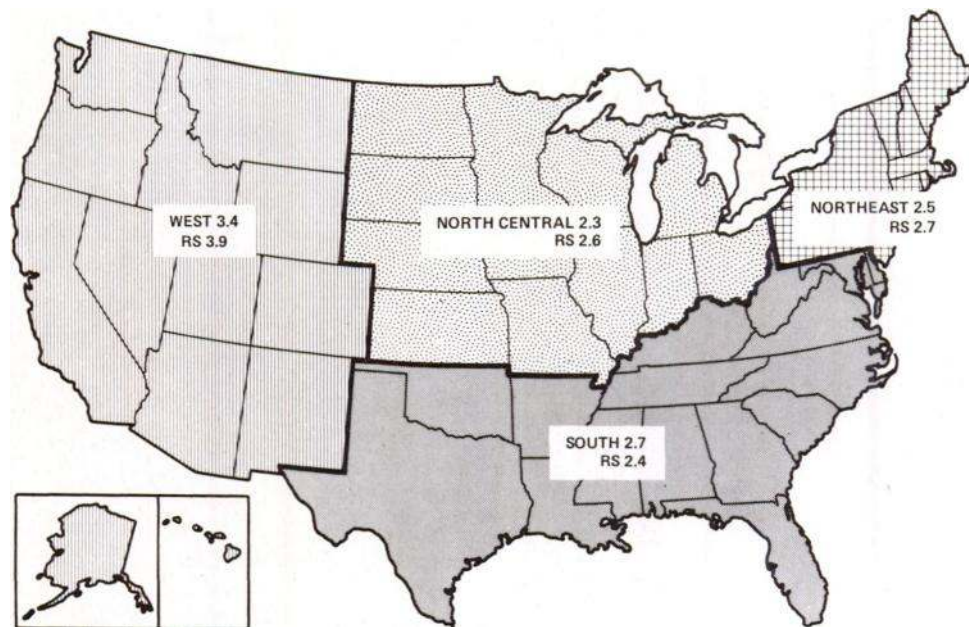 WEST 3.4
RS 3.9
NORTH CENTRAL 2.3
RS 2.6
NORTHEAST 2.5
RS 2.7
SOUTH 2.7
RS 2.4